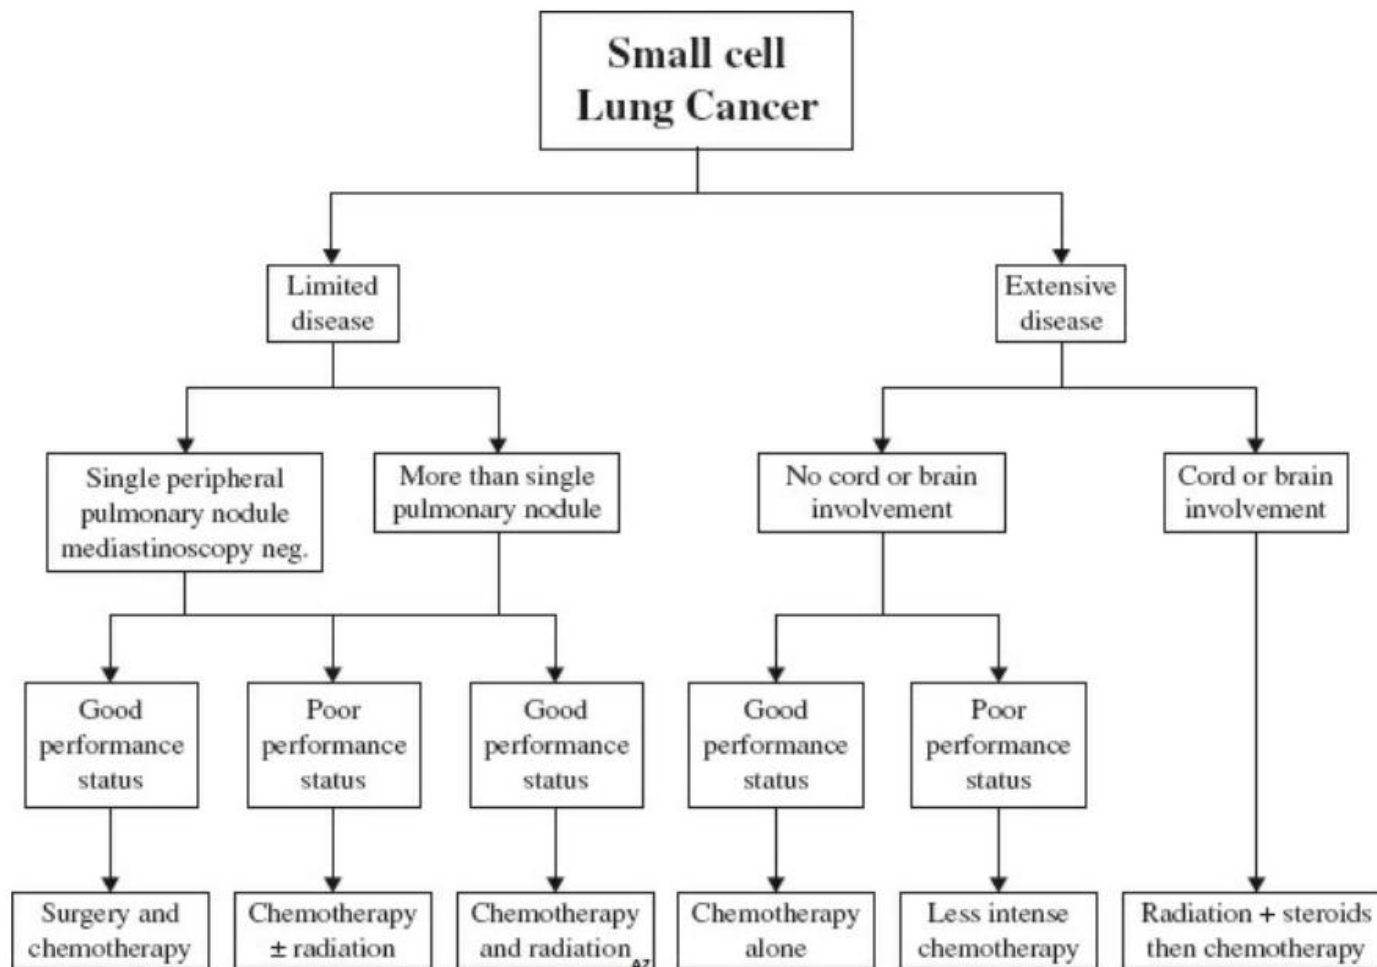 Small cell
Lung Cancer
Limited
disease
Extensive
disease
Single peripheral
pulmonary nodule
mediastinoscopy neg.
More than single
pulmonary nodule
No cord or brain
involvement
Cord or brain
involvement
Good
performance
status
Poor
performance
status
Good
performance
status
Good
performance
status
Poor
performance
status
Surgery and
chemotherapy
Chemotherapy
± radiation
Chemotherapy
and radiation
Chemotherapy
alone
Less intense
chemotherapy
Radiation + steroids
then chemotherapy